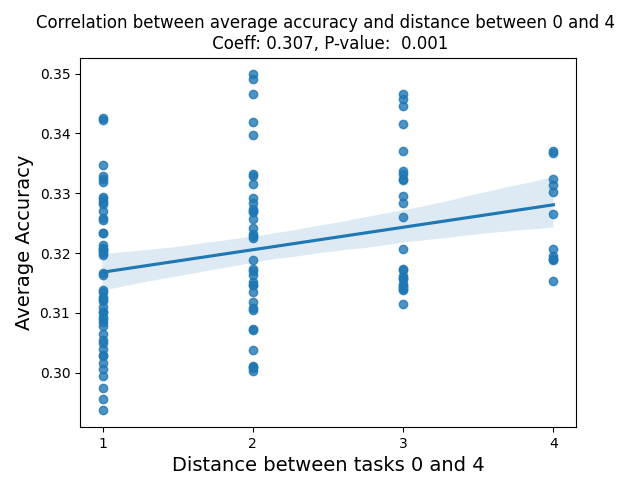 Correlation between average accuracy and distance between 0 and 4
Coeff: 0.307, P-value:  0.001
0.35
0.34
0.33
0.32
0.31
0.30
Average Accuracy
1
2
3
4
Distance between tasks 0 and 4